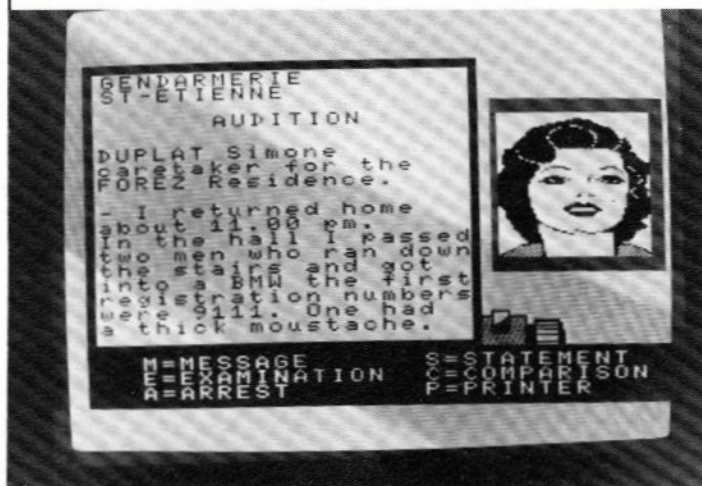 GENDARMERIE
ST-ETIENNE
AUDITION
DUPLAT Simone
caretaker for the
FOREZ Residence.
- I returned home
about 11.00 pm.
In the hall I passed
two men who ran down
the stairs and got
into a BMW the first
registration numbers
were 9111. One had
a thick moustache.
M=MESSAGE
E=EXAMINATION
A=ARREST
S=STATEMENT
C=COMPARISON
P=PRINTER